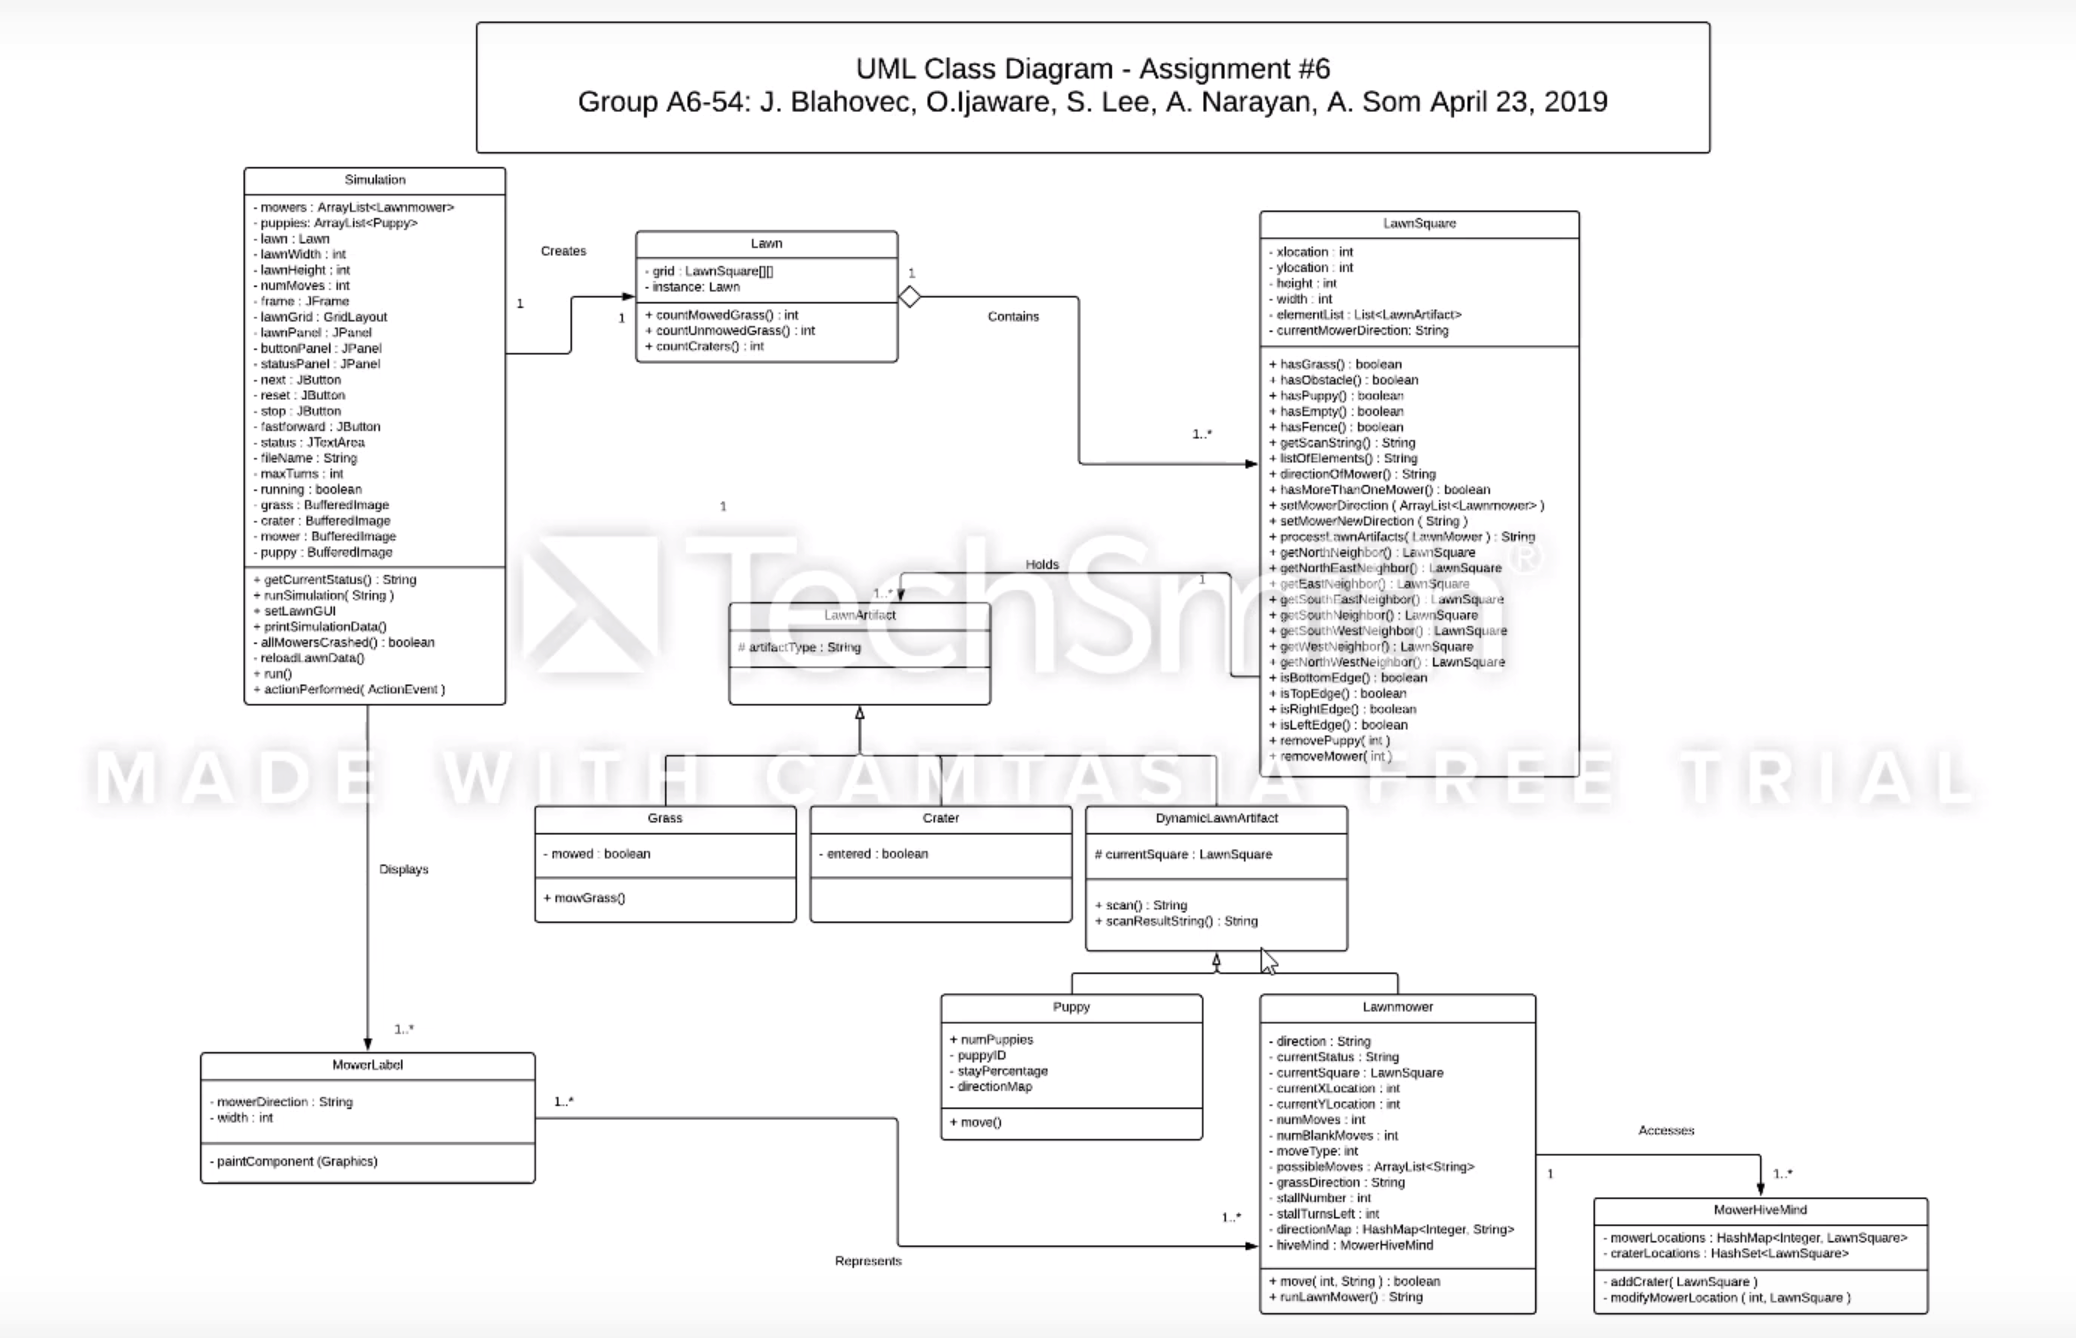 UML Class Diagram - Assignment #6
Group A6-54: J. Blahovec, O.Ijaware, S. Lee, A. Narayan, A. Som April 23, 2019
Simulation
- mowers : ArrayList<Lawnmower>
- puppies: ArrayList<Puppy>
- lawn : Lawn
- lawnWidth : int
- lawnHeight : int
- numMoves : int
- frame : JFrame
- lawnGrid : GridLayout
- lawnPanel : JPanel
- buttonPanel : JPanel
- statusPanel : JPanel
- next : JButton
- reset : JButton
- stop : JButton
- fastforward : JButton
- status : JTextArea
- fileName : String
- maxTurns : int
- running : boolean
- grass : BufferedImage
- crater : BufferedImage
- mower : BufferedImage
- puppy : BufferedImage
+ getCurrentStatus() : String
+ runSimulation( String )
+ setLawnGUI
+ printSimulationData()
- allMowersCrashed() : boolean
- reloadLawnData()
+ run()
+ actionPerformed( ActionEvent )
Creates
1
1
Lawn
- grid : LawnSquare[][]
- instance: Lawn
+ countMowedGrass() : int
+ countUnmowedGrass() : int
+ countCraters() : int
1
Contains
1..*
LawnSquare
- xlocation : int
- ylocation : int
- height : int
- width : int
- elementList : List<LawnArtifact>
- currentMowerDirection: String
+ hasGrass() : boolean
+ hasObstacle() : boolean
+ hasPuppy() : boolean
+ hasEmpty() : boolean
+ hasFence() : boolean
+ getScanString() : String
+ listOfElements() : String
+ directionOfMower() : String
+ hasMoreThanOneMower() : boolean
+ setMowerDirection ( ArrayList<Lawnmower> )
+ setMowerNewDirection ( String )
+ processLawnArtifacts( LawnMower ) : String
+ getNorthNeighbor() : LawnSquare
+ getNorthEastNeighbor() : LawnSquare
+ getEastNeighbor() : LawnSquare
+ getSouthEastNeighbor() : LawnSquare
+ getSouthNeighbor() : LawnSquare
+ getSouthWestNeighbor() : LawnSquare
+ getWestNeighbor() : LawnSquare
+ getNorthWestNeighbor() : LawnSquare
+ isBottomEdge() : boolean
+ isTopEdge() : boolean
+ isRightEdge() : boolean
+ isLeftEdge() : boolean
+ removePuppy( int )
+ removeMower( int )
1
Holds
1
1..*
LawnArtifact
# artifactType : String
TechSmith®
MADE WITH CAMTASIA FREE TRIAL
Grass
- mowed : boolean
+ mowGrass()
Crater
- entered : boolean
DynamicLawnArtifact
# currentSquare : LawnSquare
+ scan() : String
+ scanResultString() : String
Displays
1..*
MowerLabel
- mowerDirection : String
- width : int
- paintComponent (Graphics)
1..*
Represents
1..*
Puppy
+ numPuppies
- puppyID
- stayPercentage
- directionMap
+ move()
Lawnmower
- direction : String
- currentStatus : String
- currentSquare : LawnSquare
- currentXLocation : int
- currentYLocation : int
- numMoves : int
- numBlankMoves : int
- moveType: int
- possibleMoves : ArrayList<String>
- grassDirection : String
- stallNumber : int
- stallTurnsLeft : int
- directionMap : HashMap<Integer, String>
- hiveMind : MowerHiveMind
+ move( int, String ) : boolean
+ runLawnMower() : String
Accesses
1
1..*
MowerHiveMind
- mowerLocations : HashMap<Integer, LawnSquare>
- craterLocations : HashSet<LawnSquare>
- addCrater( LawnSquare )
- modifyMowerLocation ( int, LawnSquare )